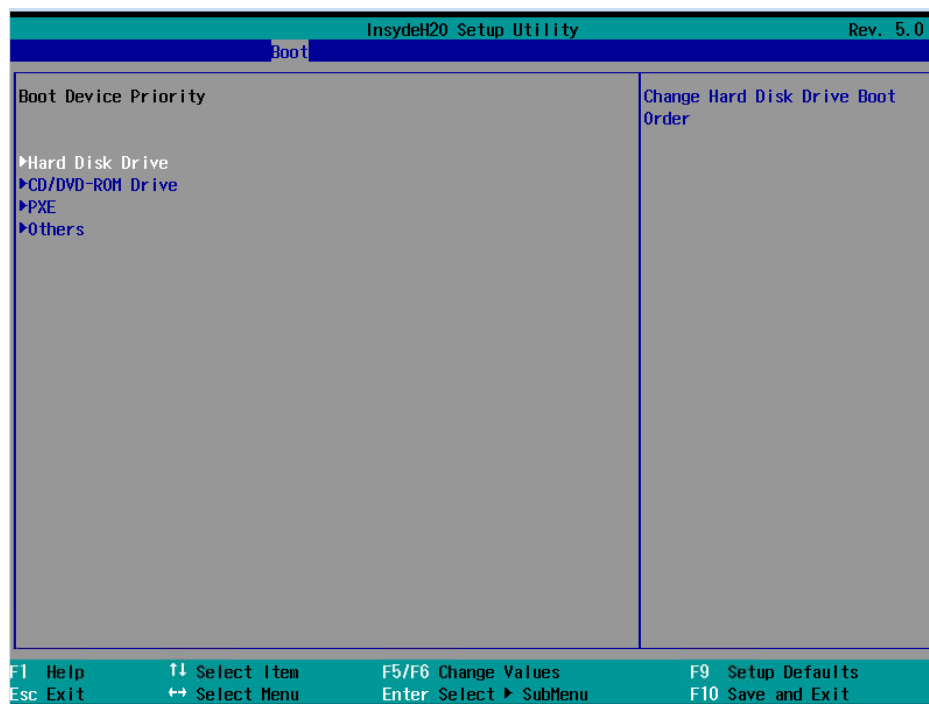 InsydeH20 Setup Utility Rev. 5.0
Boot
Boot Device Priority
▶Hard Disk Drive
▶CD/DVD-ROM Drive
▶PXE
▶Others
Change Hard Disk Drive Boot
Order
F1 Help ↑↓ Select Item F5/F6 Change Values F9 Setup Defaults
Esc Exit ↔ Select Menu Enter Select ▶ SubMenu F10 Save and Exit